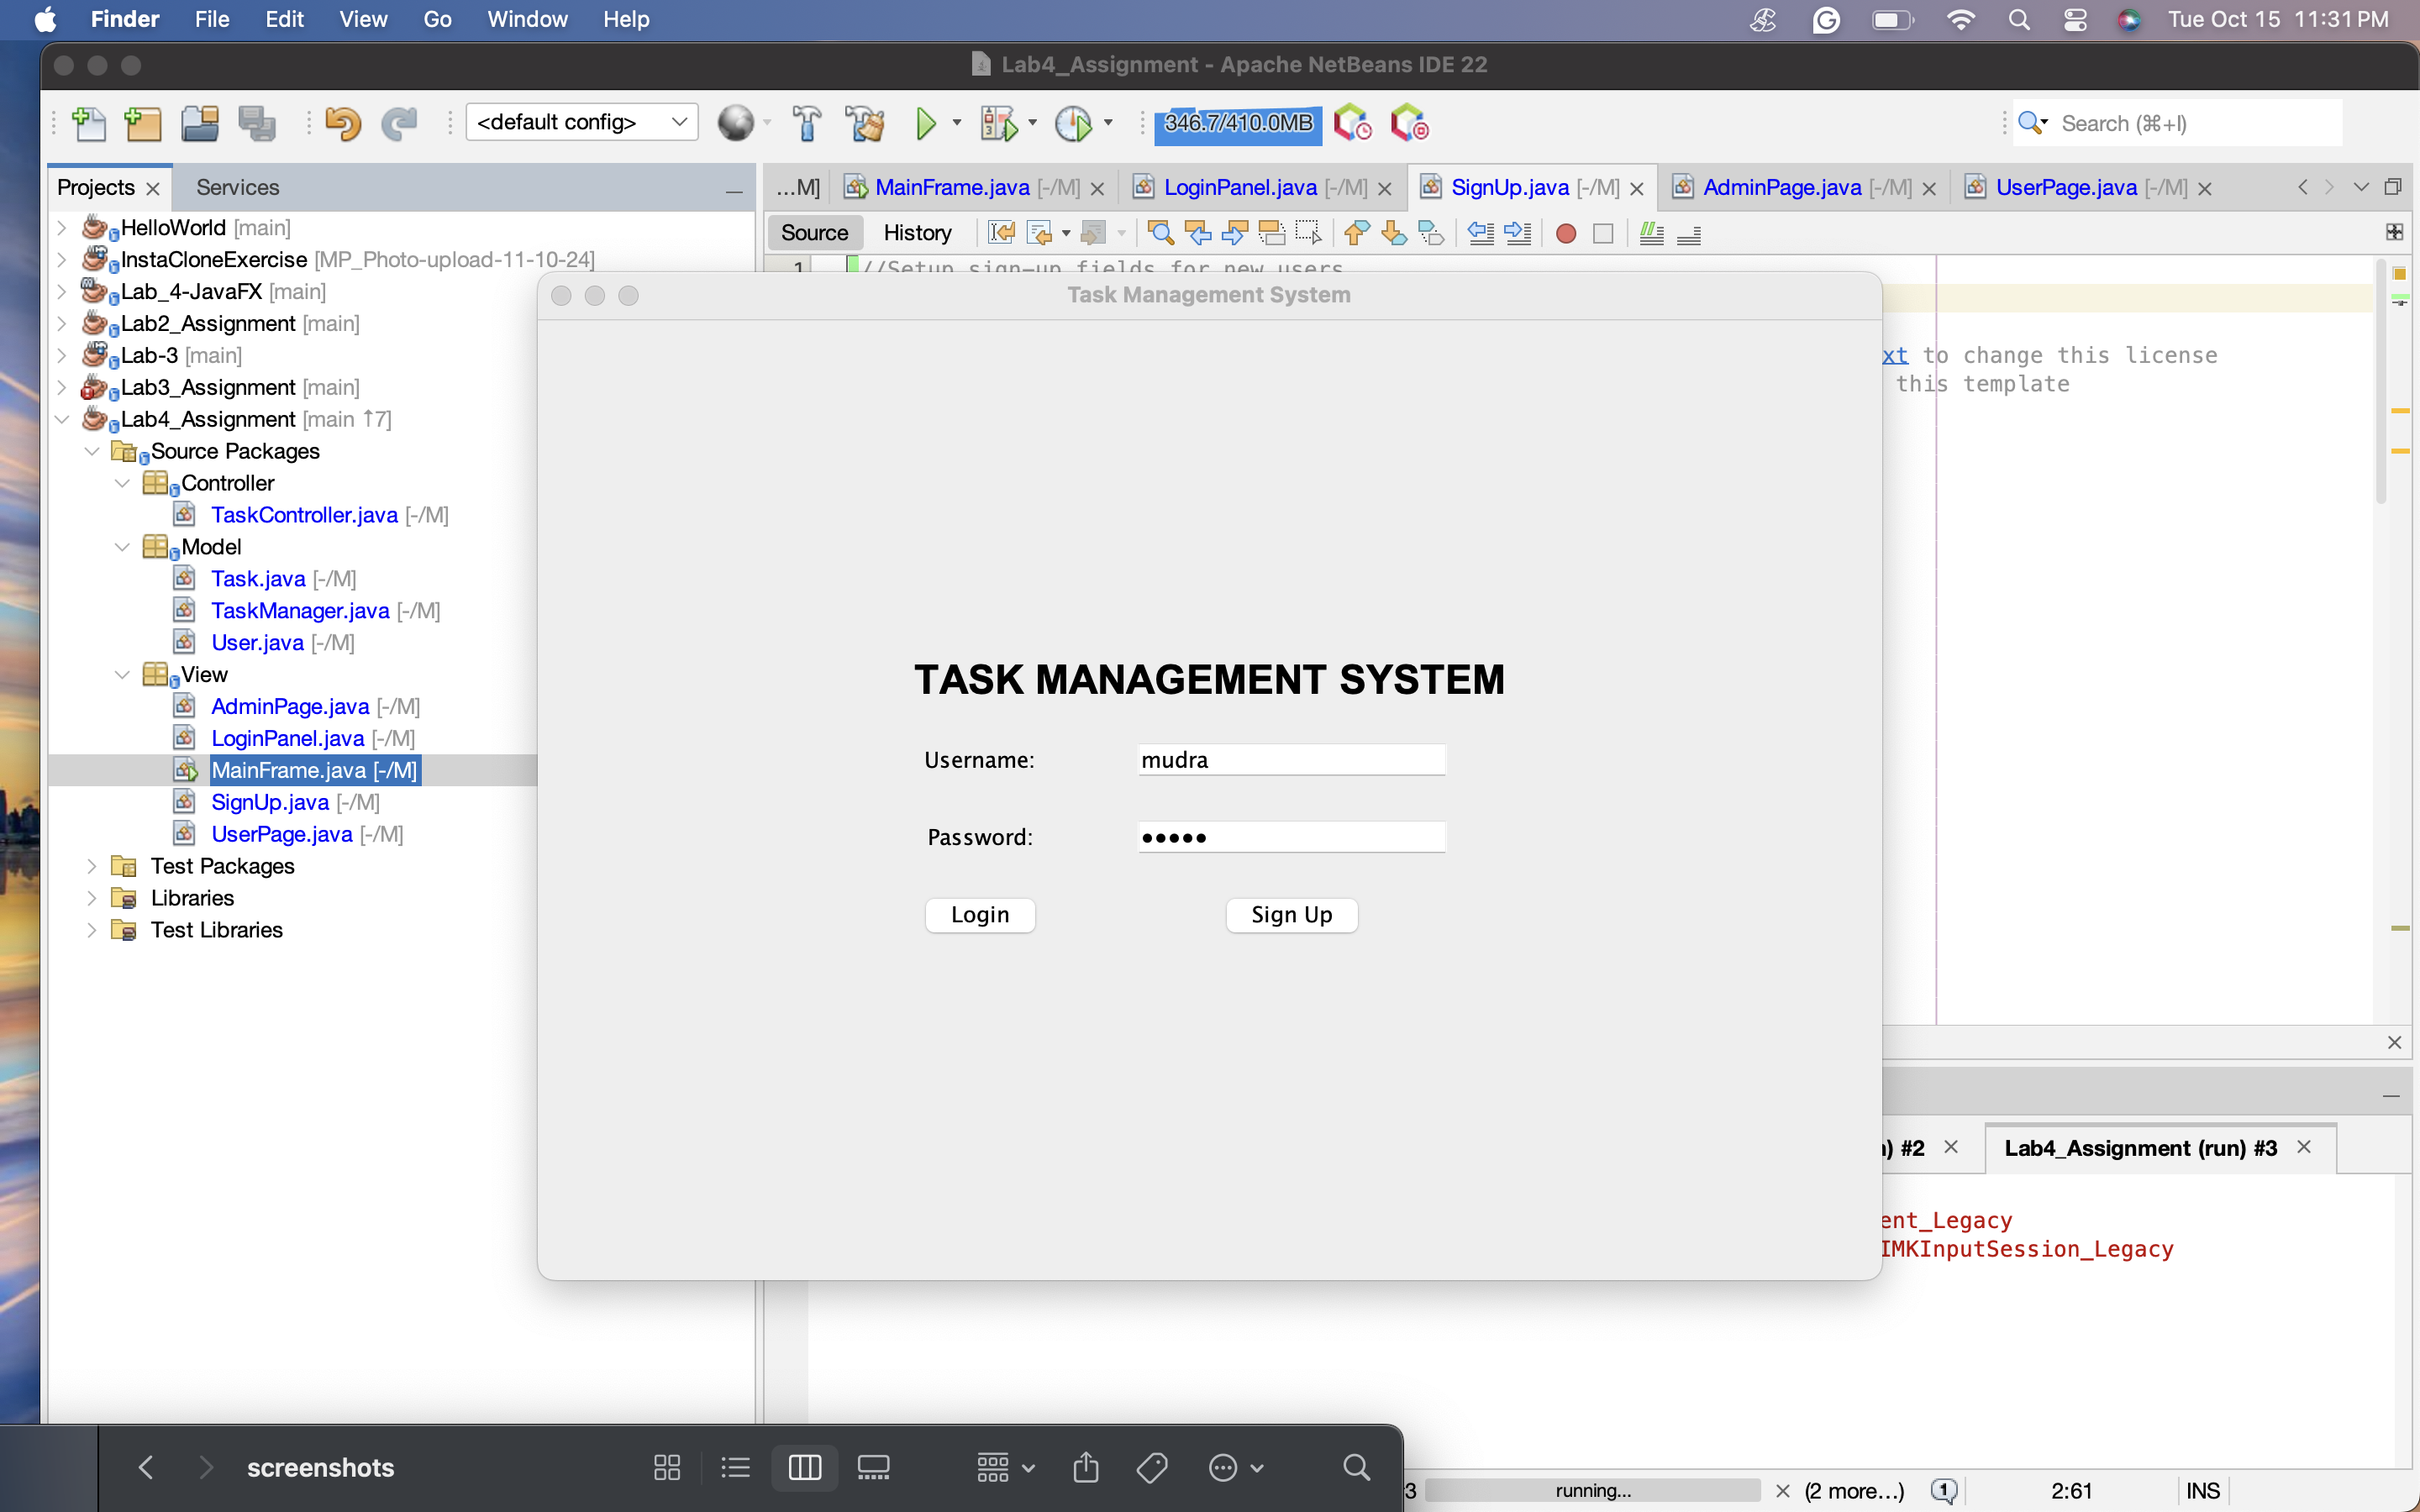 Finder File Edit View Go Window Help Tue Oct 15 11:31 PM
Lab4_Assignment - Apache NetBeans IDE 22
<default config> 346.7/410.0MB Search (⌘+I)
Projects Services
...M] MainFrame.java [-/M] LoginPanel.java [-/M] SignUp.java [-/M] AdminPage.java [-/M] UserPage.java [-/M]
Source History
1 //Setup sign-up fields for new users
HelloWorld [main]
InstaCloneExercise [MP_Photo-upload-11-10-24]
Lab_4-JavaFX [main]
Lab2_Assignment [main]
Lab-3 [main]
Lab3_Assignment [main]
Lab4_Assignment [main ↑7]
Source Packages
Controller
TaskController.java [-/M]
Model
Task.java [-/M]
TaskManager.java [-/M]
User.java [-/M]
View
AdminPage.java [-/M]
LoginPanel.java [-/M]
MainFrame.java [-/M]
SignUp.java [-/M]
UserPage.java [-/M]
Test Packages
Libraries
Test Libraries
Task Management System
TASK MANAGEMENT SYSTEM
Username: mudra
Password: •••••
Login Sign Up
xt to change this license
this template
) #2 Lab4_Assignment (run) #3
ent_Legacy
IMKInputSession_Legacy
screenshots
3 running... (2 more...) 1 2:61 INS